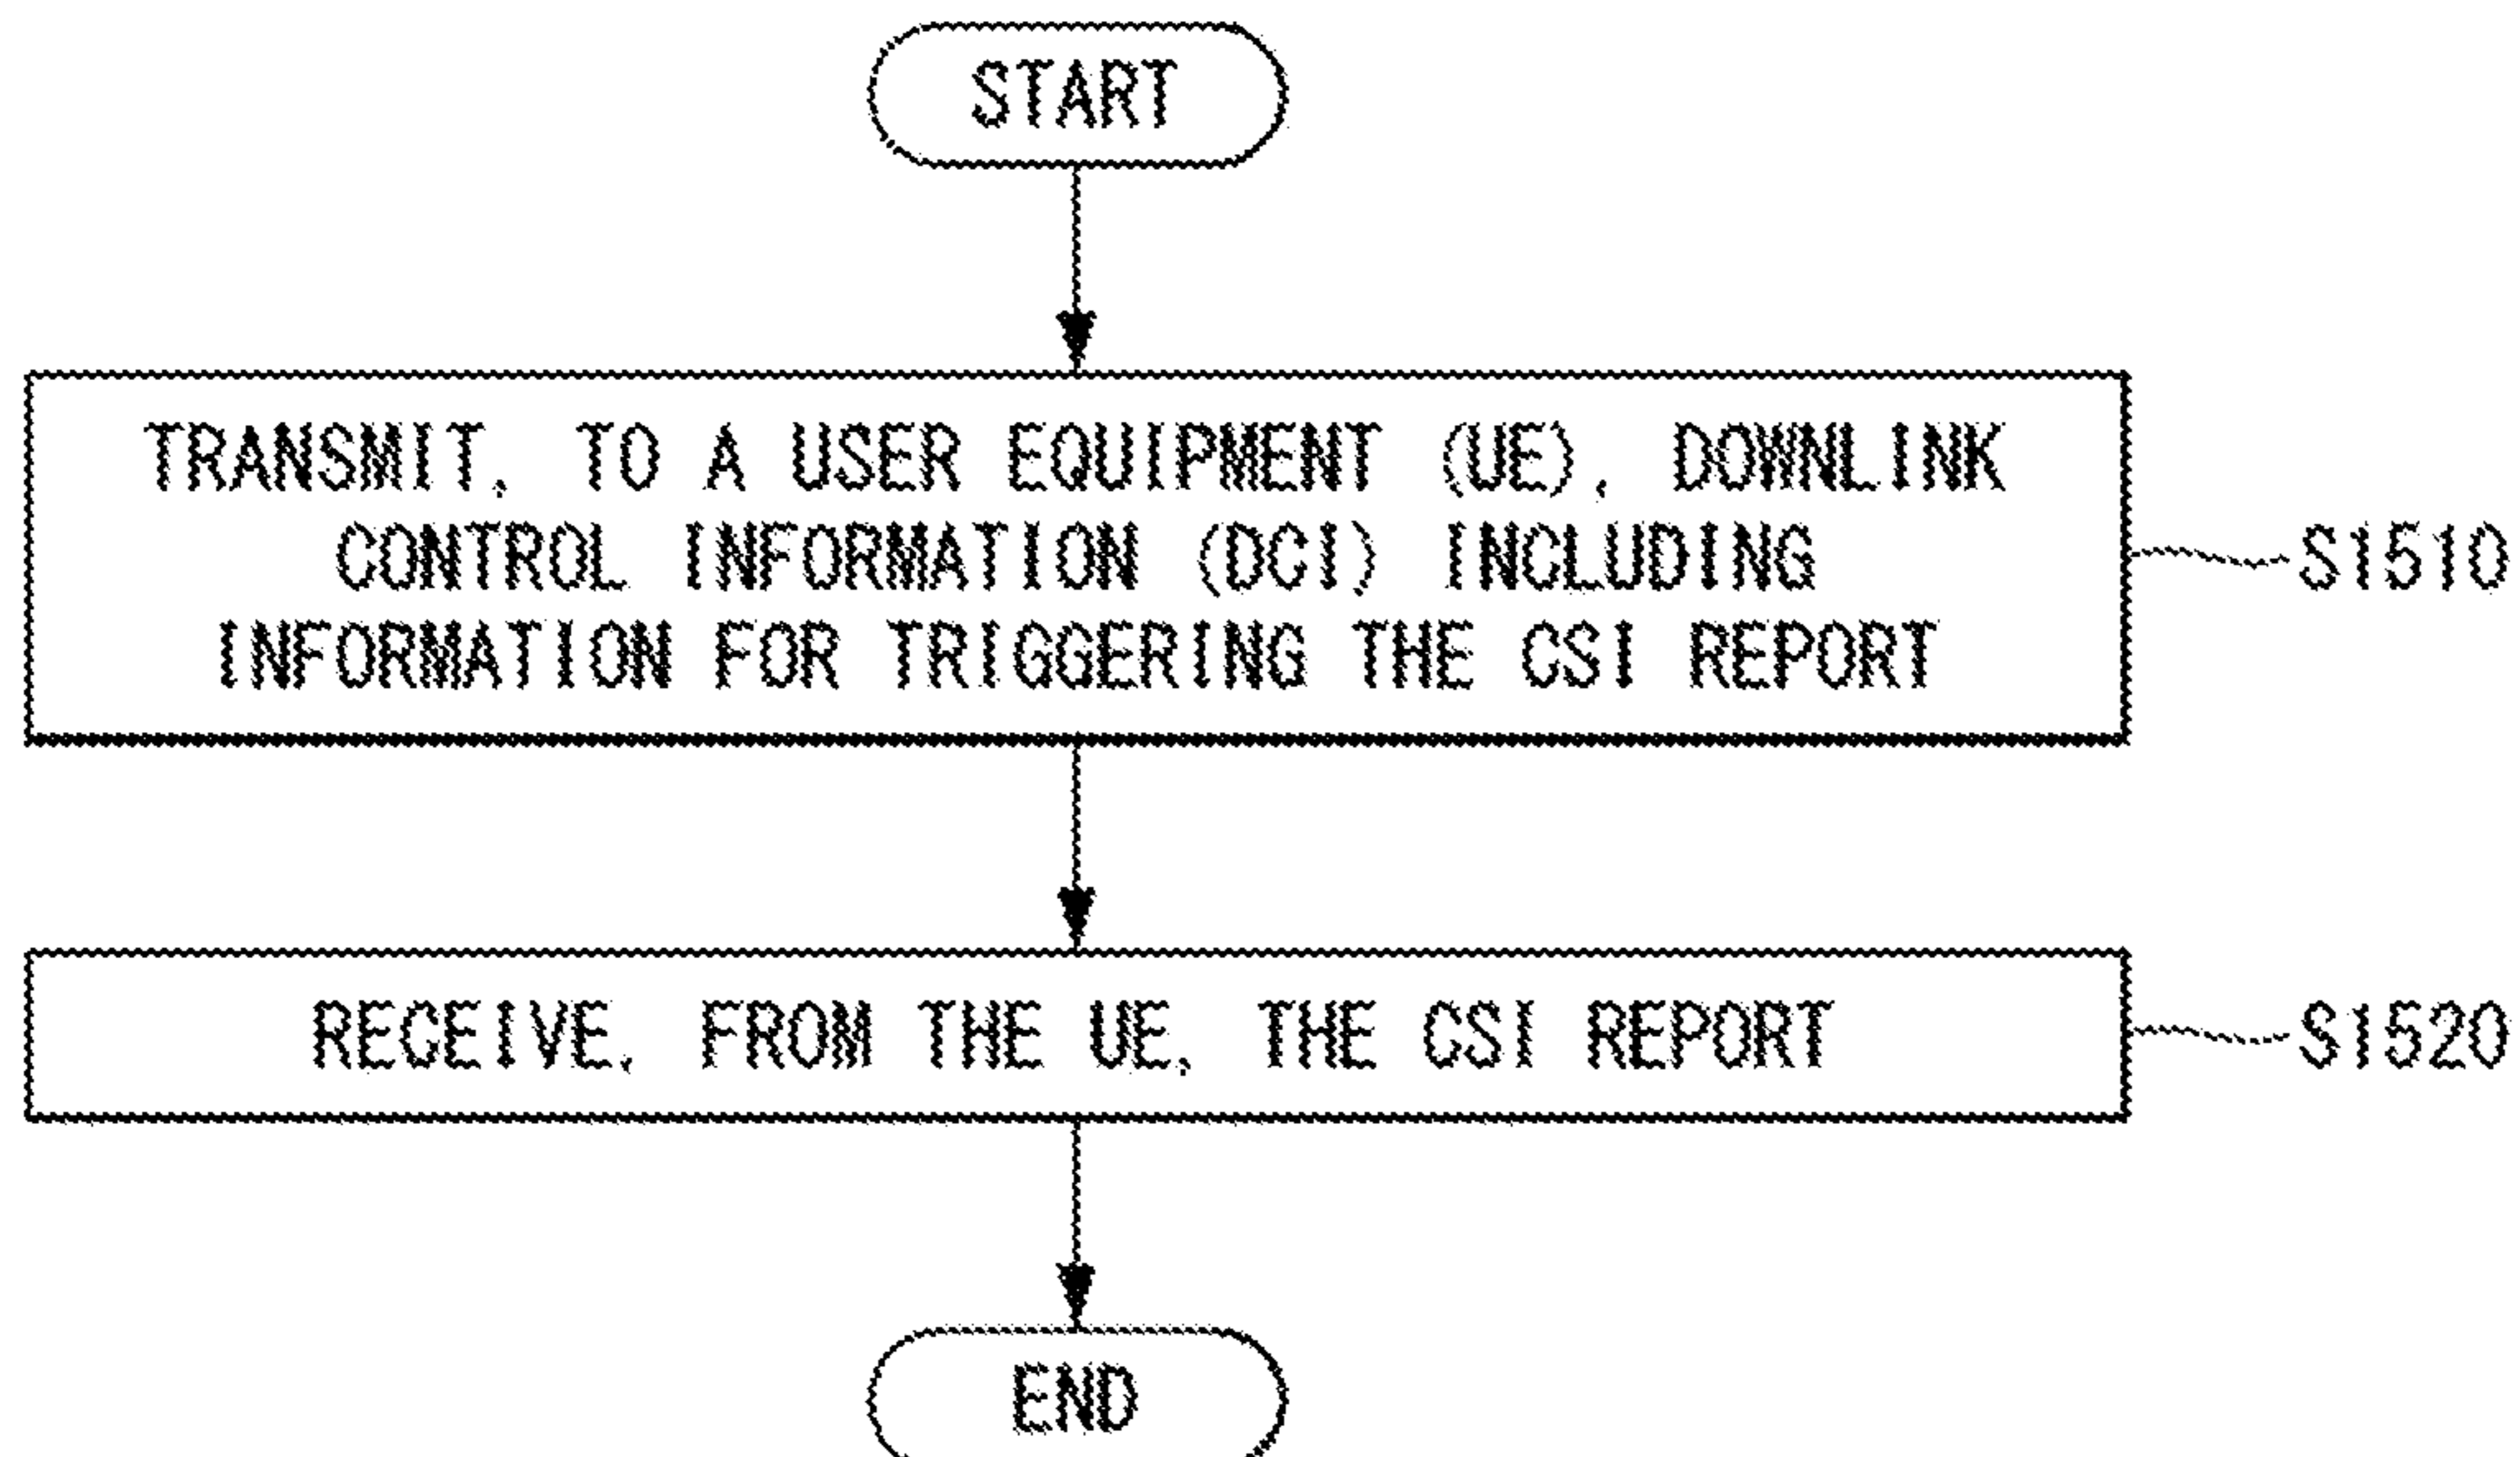 START
TRANSMIT, TO A USER EQUIPMENT (UE), DOWNLINK
CONTROL INFORMATION (DCI) INCLUDING
INFORMATION FOR TRIGGERING THE CSI REPORT
S1510
RECEIVE, FROM THE UE, THE CSI REPORT
S1520
END